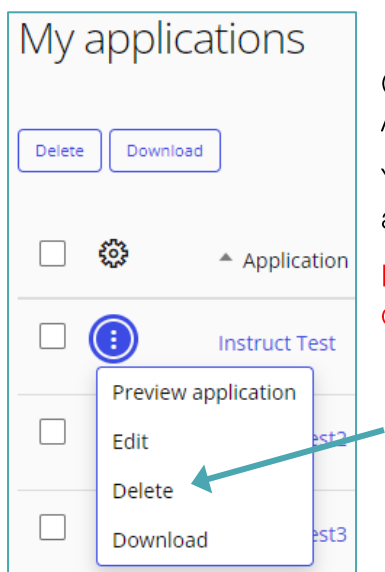 My applications
Delete Download
Application
Instruct Test
Preview application
Edit
Delete
Download